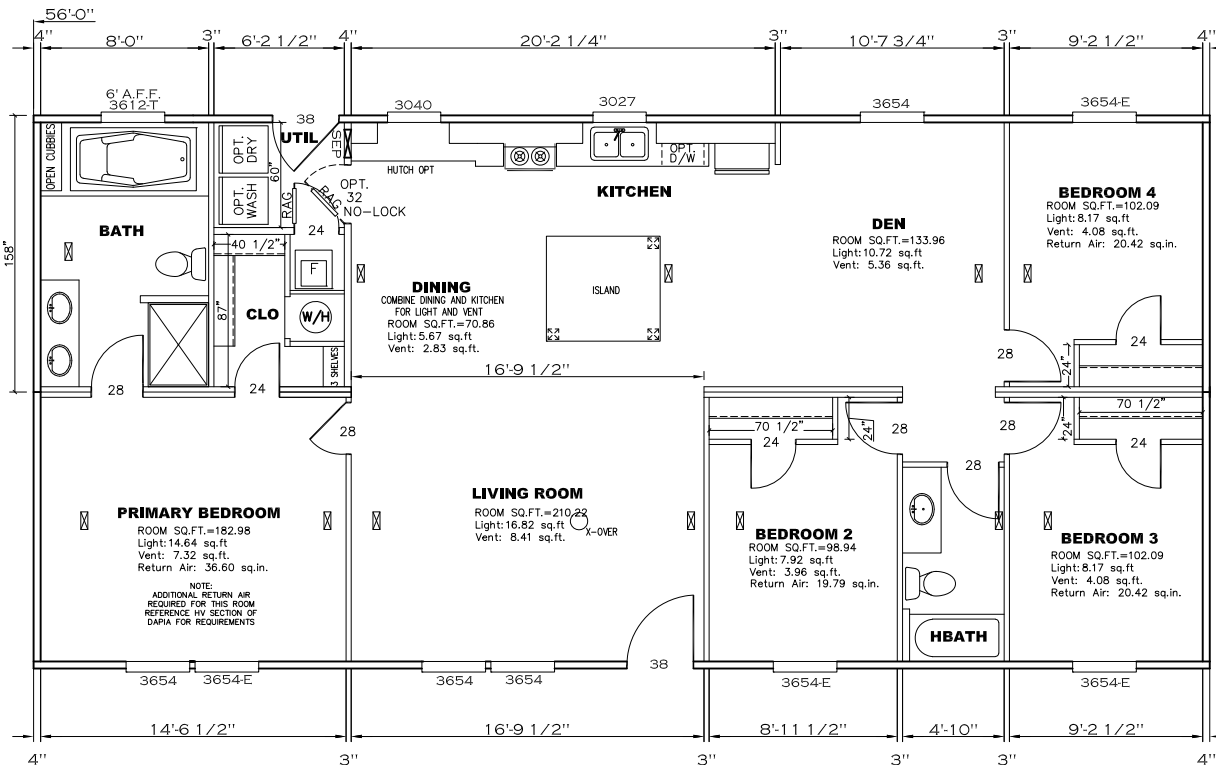 56'-0"
4" 8'-0" 3" 6'-2 1/2" 4" 20'-2 1/4" 3" 10'-7 3/4" 3" 9'-2 1/2" 4"
6' A.F.F.
3612-T
38
3040
3027
3654
3654-E
OPEN CUBBIES
OPT.
DRY
60"
UTIL
SEP
OPT.
WASH
RAG
RAG
OPT.
32
NO-LOCK
HUTCH OPT
OPT.
D/W
KITCHEN
BATH
24
40 1/2"
F
158"
87"
CLO
W/H
3 SHELVES
DINING
COMBINE DINING AND KITCHEN
FOR LIGHT AND VENT
ROOM SQ.FT.=70.86
Light: 5.67 sq.ft
Vent: 2.83 sq.ft.
ISLAND
DEN
ROOM SQ.FT.=133.96
Light: 10.72 sq.ft
Vent: 5.36 sq.ft.
BEDROOM 4
ROOM SQ.FT.=102.09
Light: 8.17 sq.ft
Vent: 4.08 sq.ft.
Return Air: 20.42 sq.in.
28
24
24"
16'-9 1/2"
28
24
28
70 1/2"
24
24"
28
28
28
24"
70 1/2"
24
PRIMARY BEDROOM
ROOM SQ.FT.=182.98
Light: 14.64 sq.ft
Vent: 7.32 sq.ft.
Return Air: 36.60 sq.in.
NOTE:
ADDITIONAL RETURN AIR
REQUIRED FOR THIS ROOM
REFERENCE HV SECTION OF
DAPIA FOR REQUIREMENTS
LIVING ROOM
ROOM SQ.FT.=210.22
Light: 16.82 sq.ft
Vent: 8.41 sq.ft.
X-OVER
BEDROOM 2
ROOM SQ.FT.=98.94
Light: 7.92 sq.ft
Vent: 3.96 sq.ft.
Return Air: 19.79 sq.in.
BEDROOM 3
ROOM SQ.FT.=102.09
Light: 8.17 sq.ft
Vent: 4.08 sq.ft.
Return Air: 20.42 sq.in.
HBATH
3654
3654-E
3654
3654
38
3654-E
3654-E
14'-6 1/2" 16'-9 1/2" 8'-11 1/2" 4'-10" 9'-2 1/2"
4" 3" 3" 3" 3" 4"